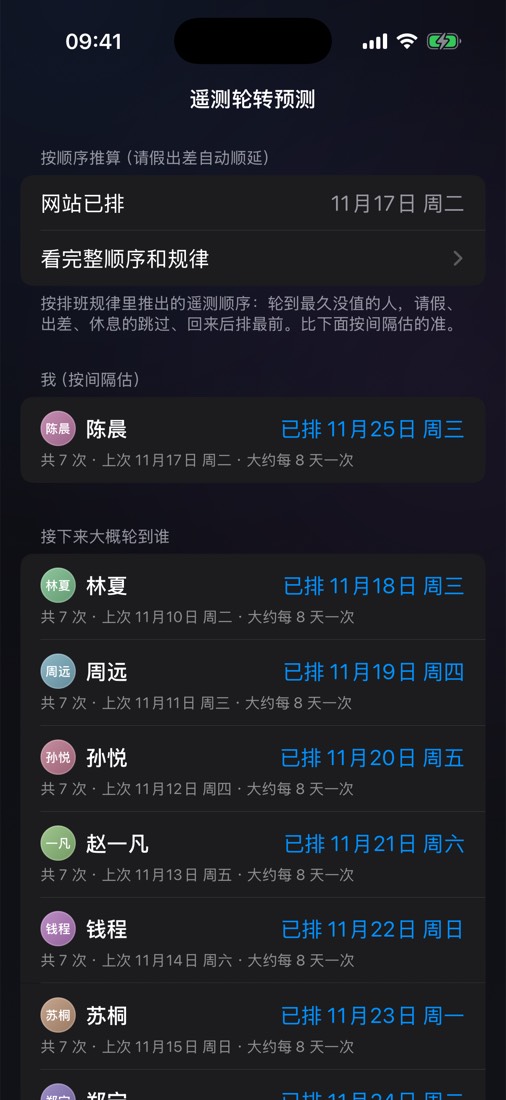 09:41
遥测轮转预测
按顺序推算 (请假出差自动顺延)
网站已排 11月17日 周二
看完整顺序和规律
按排班规律里推出的遥测顺序：轮到最久没值的人，请假、
出差、休息的跳过、回来后排最前。比下面按间隔估的准。
我 (按间隔估)
陈晨 陈晨 已排 11月25日 周三
共 7 次 · 上次 11月17日 周二 · 大约每 8 天一次
接下来大概轮到谁
林夏 林夏 已排 11月18日 周三
共 7 次 · 上次 11月10日 周二 · 大约每 8 天一次
周远 周远 已排 11月19日 周四
共 7 次 · 上次 11月11日 周三 · 大约每 8 天一次
孙悦 孙悦 已排 11月20日 周五
共 7 次 · 上次 11月12日 周四 · 大约每 8 天一次
一凡 赵一凡 已排 11月21日 周六
共 7 次 · 上次 11月13日 周五 · 大约每 8 天一次
钱程 钱程 已排 11月22日 周日
共 7 次 · 上次 11月14日 周六 · 大约每 8 天一次
苏桐 苏桐 已排 11月23日 周一
共 7 次 · 上次 11月15日 周日 · 大约每 8 天一次
已排 11月24日